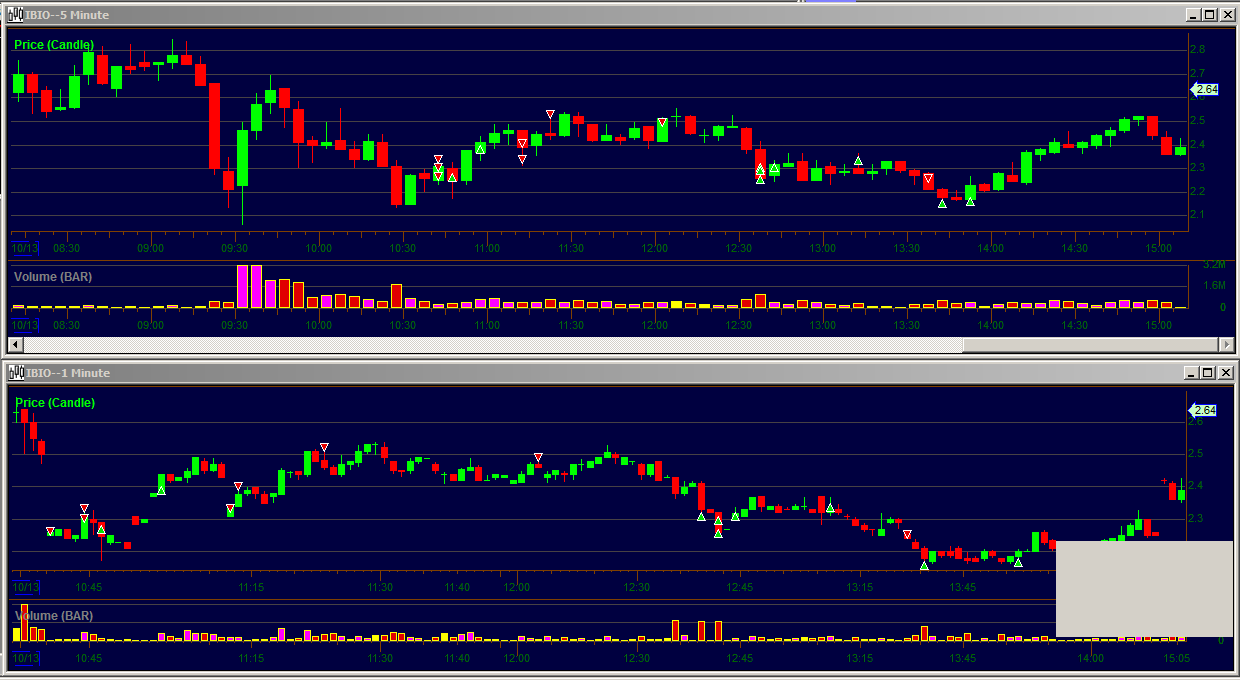 IBIO--5 Minute
Price (Candle)
2.8
2.7
2.64
2.5
2.4
2.3
2.2
2.1
10/13 08:30 09:00 09:30 10:00 10:30 11:00 11:30 12:00 12:30 13:00 13:30 14:00 14:30 15:00
Volume (BAR)
3.2M
1.6M
0
10/13 08:30 09:00 09:30 10:00 10:30 11:00 11:30 12:00 12:30 13:00 13:30 14:00 14:30 15:00
IBIO--1 Minute
Price (Candle)
2.64
2.6
2.5
2.4
2.3
10/13 10:45 11:15 11:30 11:40 12:00 12:30 12:45 13:15 13:45
Volume (BAR)
0
10/13 10:45 11:15 11:30 11:40 12:00 12:30 12:45 13:15 13:45 14:00 15:05